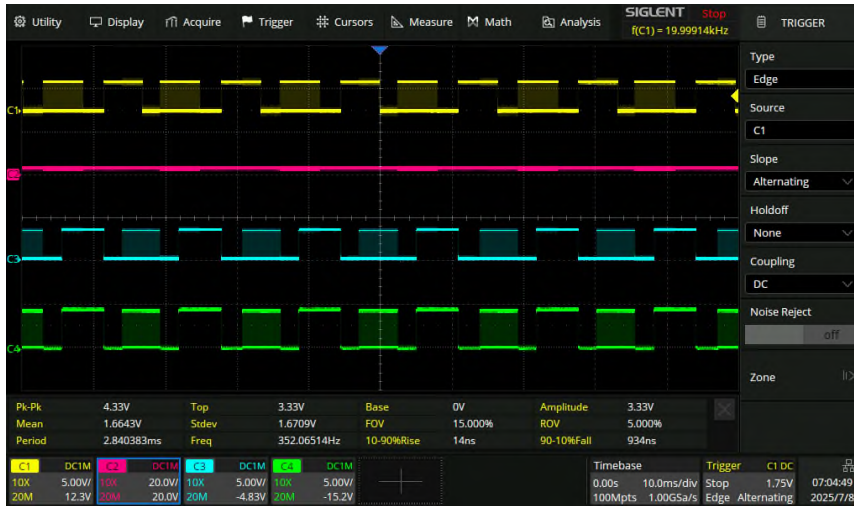 Utility Display Acquire Trigger Cursors Measure Math Analysis SIGLENT Stop
f(C1) = 19.99914kHz
TRIGGER
Type
Edge
Source
C1
Slope
Alternating
Holdoff
None
Coupling
DC
Noise Reject
off
Zone
C1
C2
C3
C4
Pk-Pk 4.33V Top 3.33V Base 0V Amplitude 3.33V
Mean 1.6643V Stdev 1.6709V FOV 15.000% ROV 5.000%
Period 2.840383ms Freq 352.06514Hz 10-90%Rise 14ns 90-10%Fall 934ns
C1 DC1M C2 DC1M C3 DC1M C4 DC1M Timebase Trigger C1 DC
10X 5.00V/ 10X 20.0V/ 10X 5.00V/ 10X 5.00V/ 0.00s 10.0ms/div Stop 1.75V 07:04:49
20M 12.3V 20M 20.0V 20M -4.83V 20M -15.2V 100Mpts 1.00GSa/s Edge Alternating 2025/7/8